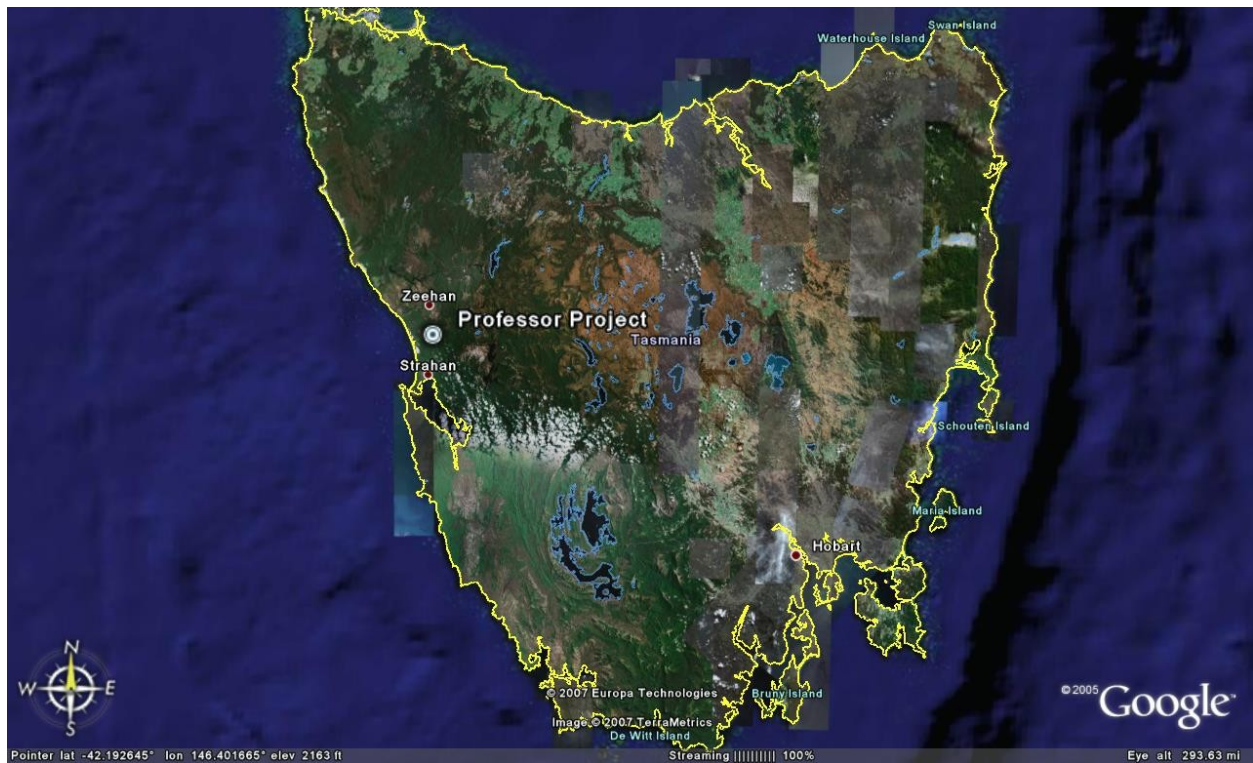 Swan Island
Waterhouse Island
Zeehan
Professor Project
Tasmania
Strahan
Schouten Island
Maria Island
Hobart
N
W E
S
© 2007 Europa Technologies
Bruny Island
© 2005 Google™
Image © 2007 TerraMetrics
De Witt Island
Pointer lat -42.192645° lon 146.401665° elev 2163 ft Streaming |||||||||| 100% Eye alt 293.63 mi